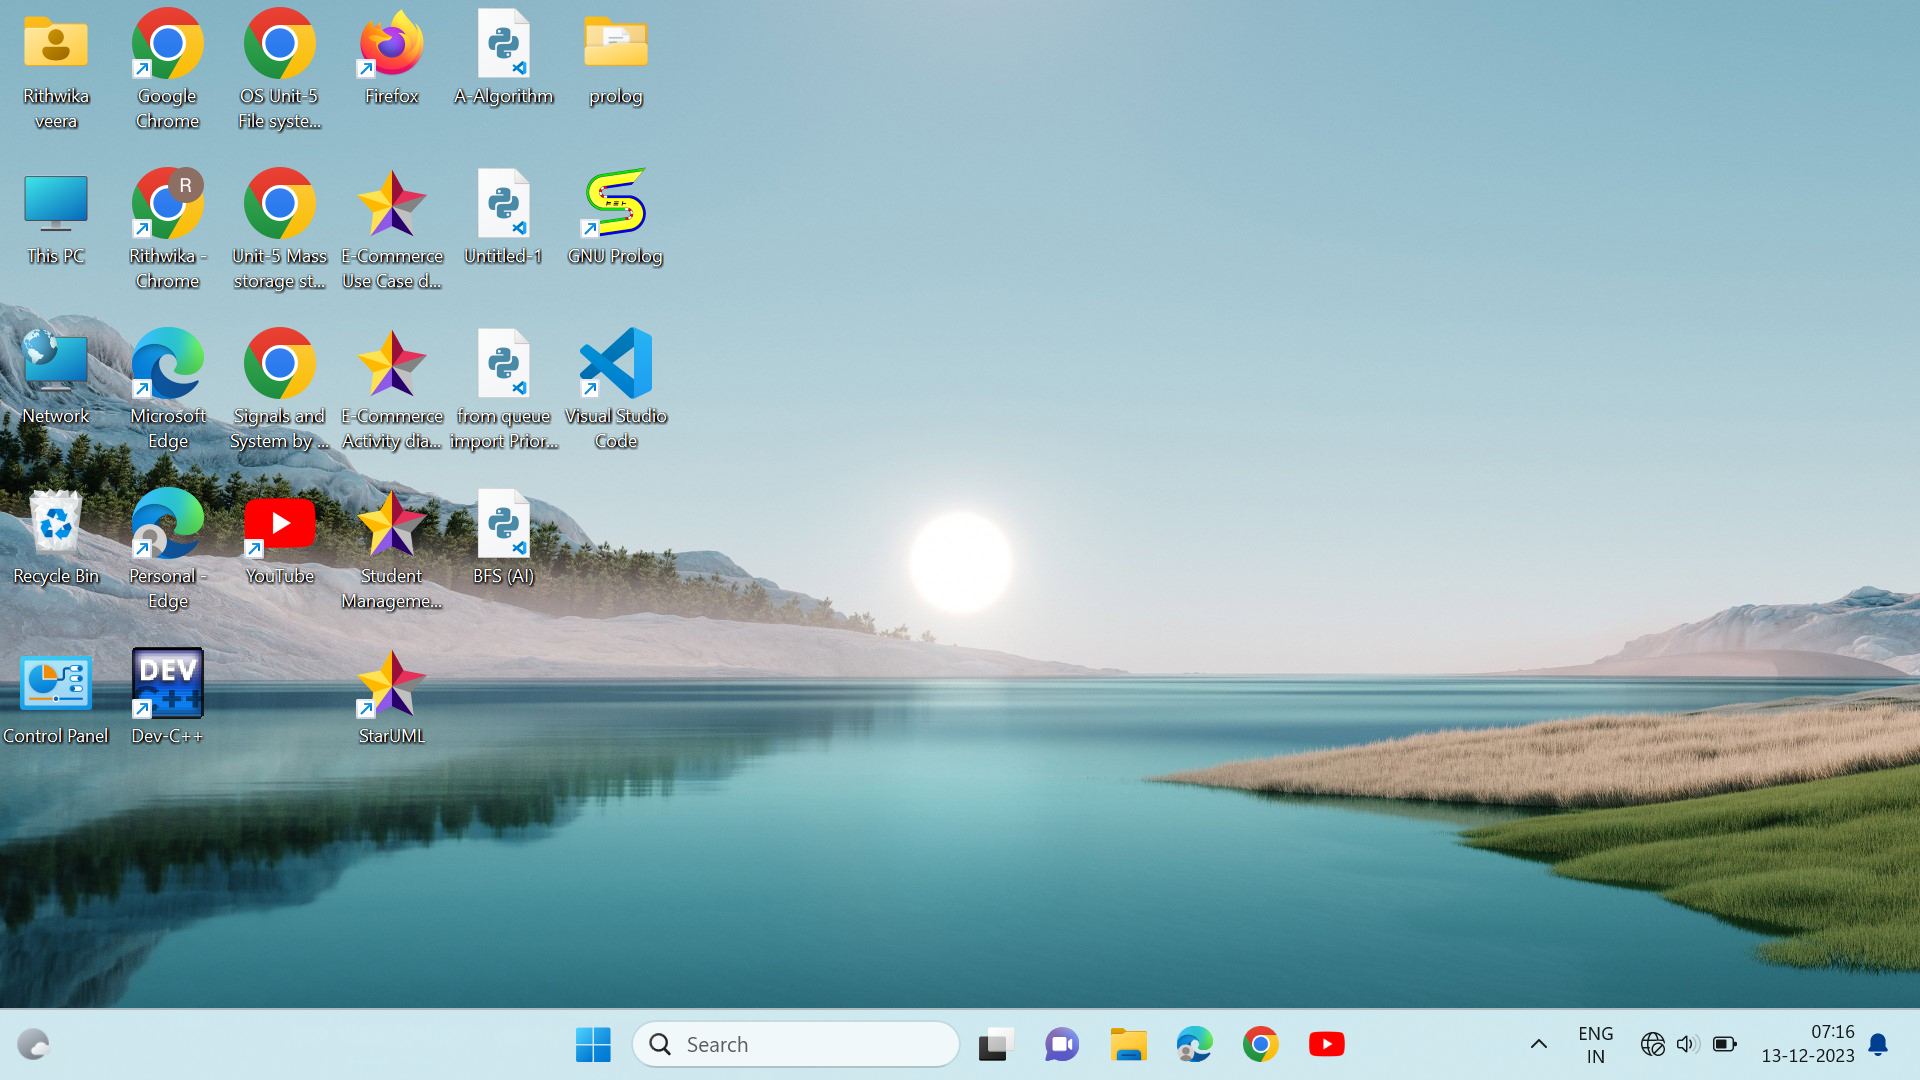 Rithwika
veera
Google
Chrome
OS Unit-5
File syste...
Firefox
A-Algorithm
prolog
R
This PC
Rithwika -
Chrome
Unit-5 Mass
storage st...
E-Commerce
Use Case d...
Untitled-1
GNU Prolog
Network
Microsoft
Edge
Signals and
System by ...
E-Commerce
Activity dia...
from queue
import Prior...
Visual Studio
Code
Recycle Bin
Personal -
Edge
YouTube
Student
Manageme...
BFS (AI)
DEV
C++
Control Panel
Dev-C++
StarUML
Search
ENG
IN
07:16
13-12-2023